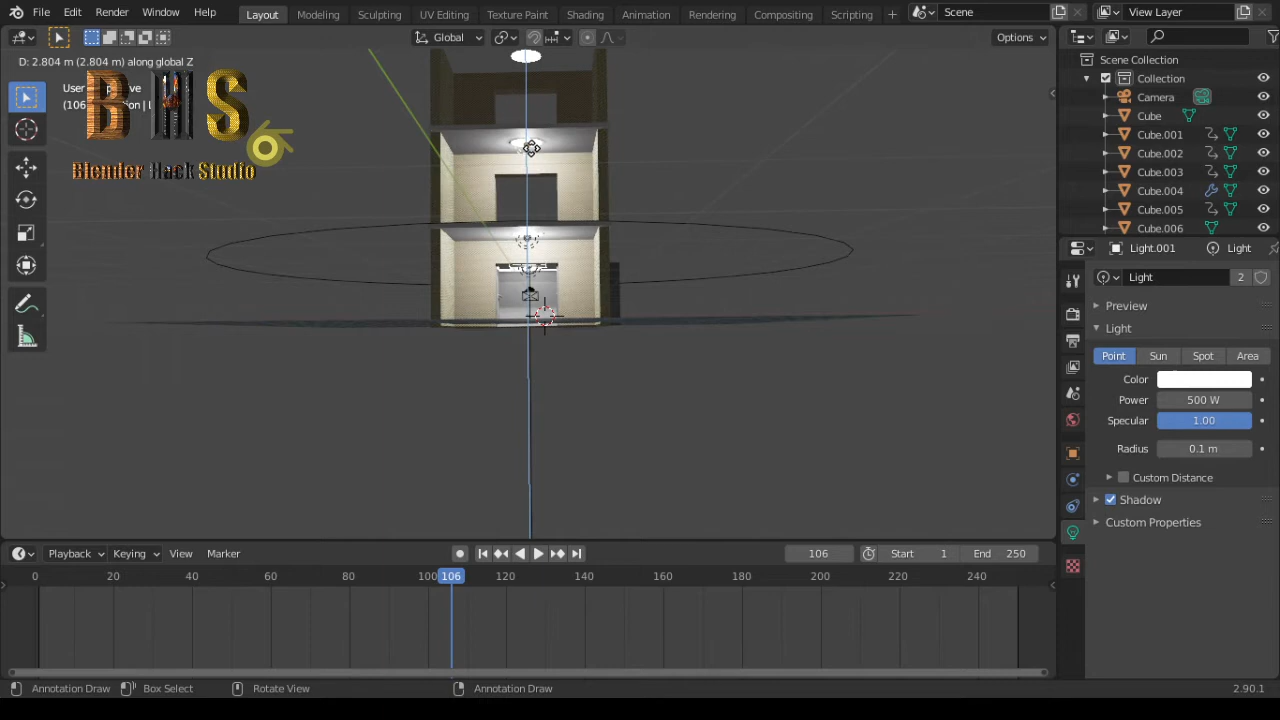 File Edit Render Window Help Layout Modeling Sculpting UV Editing Texture Paint Shading Animation Rendering Compositing Scripting Scene View Layer
Global Options
D: 2.804 m (2.804 m) along global Z
B H S
Blender Hack Studio
Scene Collection
Collection
Camera
Cube
Cube.001
Cube.002
Cube.003
Cube.004
Cube.005
Cube.006
Light.001 Light
Light 2
Preview
Light
Point Sun Spot Area
Color
Power 500 W
Specular 1.00
Radius 0.1 m
Custom Distance
Shadow
Custom Properties
Playback Keying View Marker 106 Start 1 End 250
0 20 40 60 80 100 106 120 140 160 180 200 220 240
Annotation Draw Box Select Rotate View Annotation Draw 2.90.1